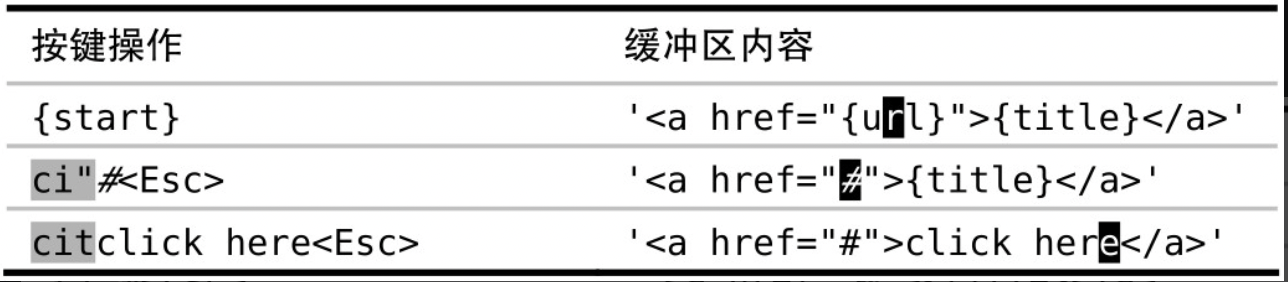 按键操作 缓冲区内容
{start} '<a href="{url}">{title}</a>'
ci"#<Esc> '<a href="#">{title}</a>'
citclick here<Esc> '<a href="#">click here</a>'